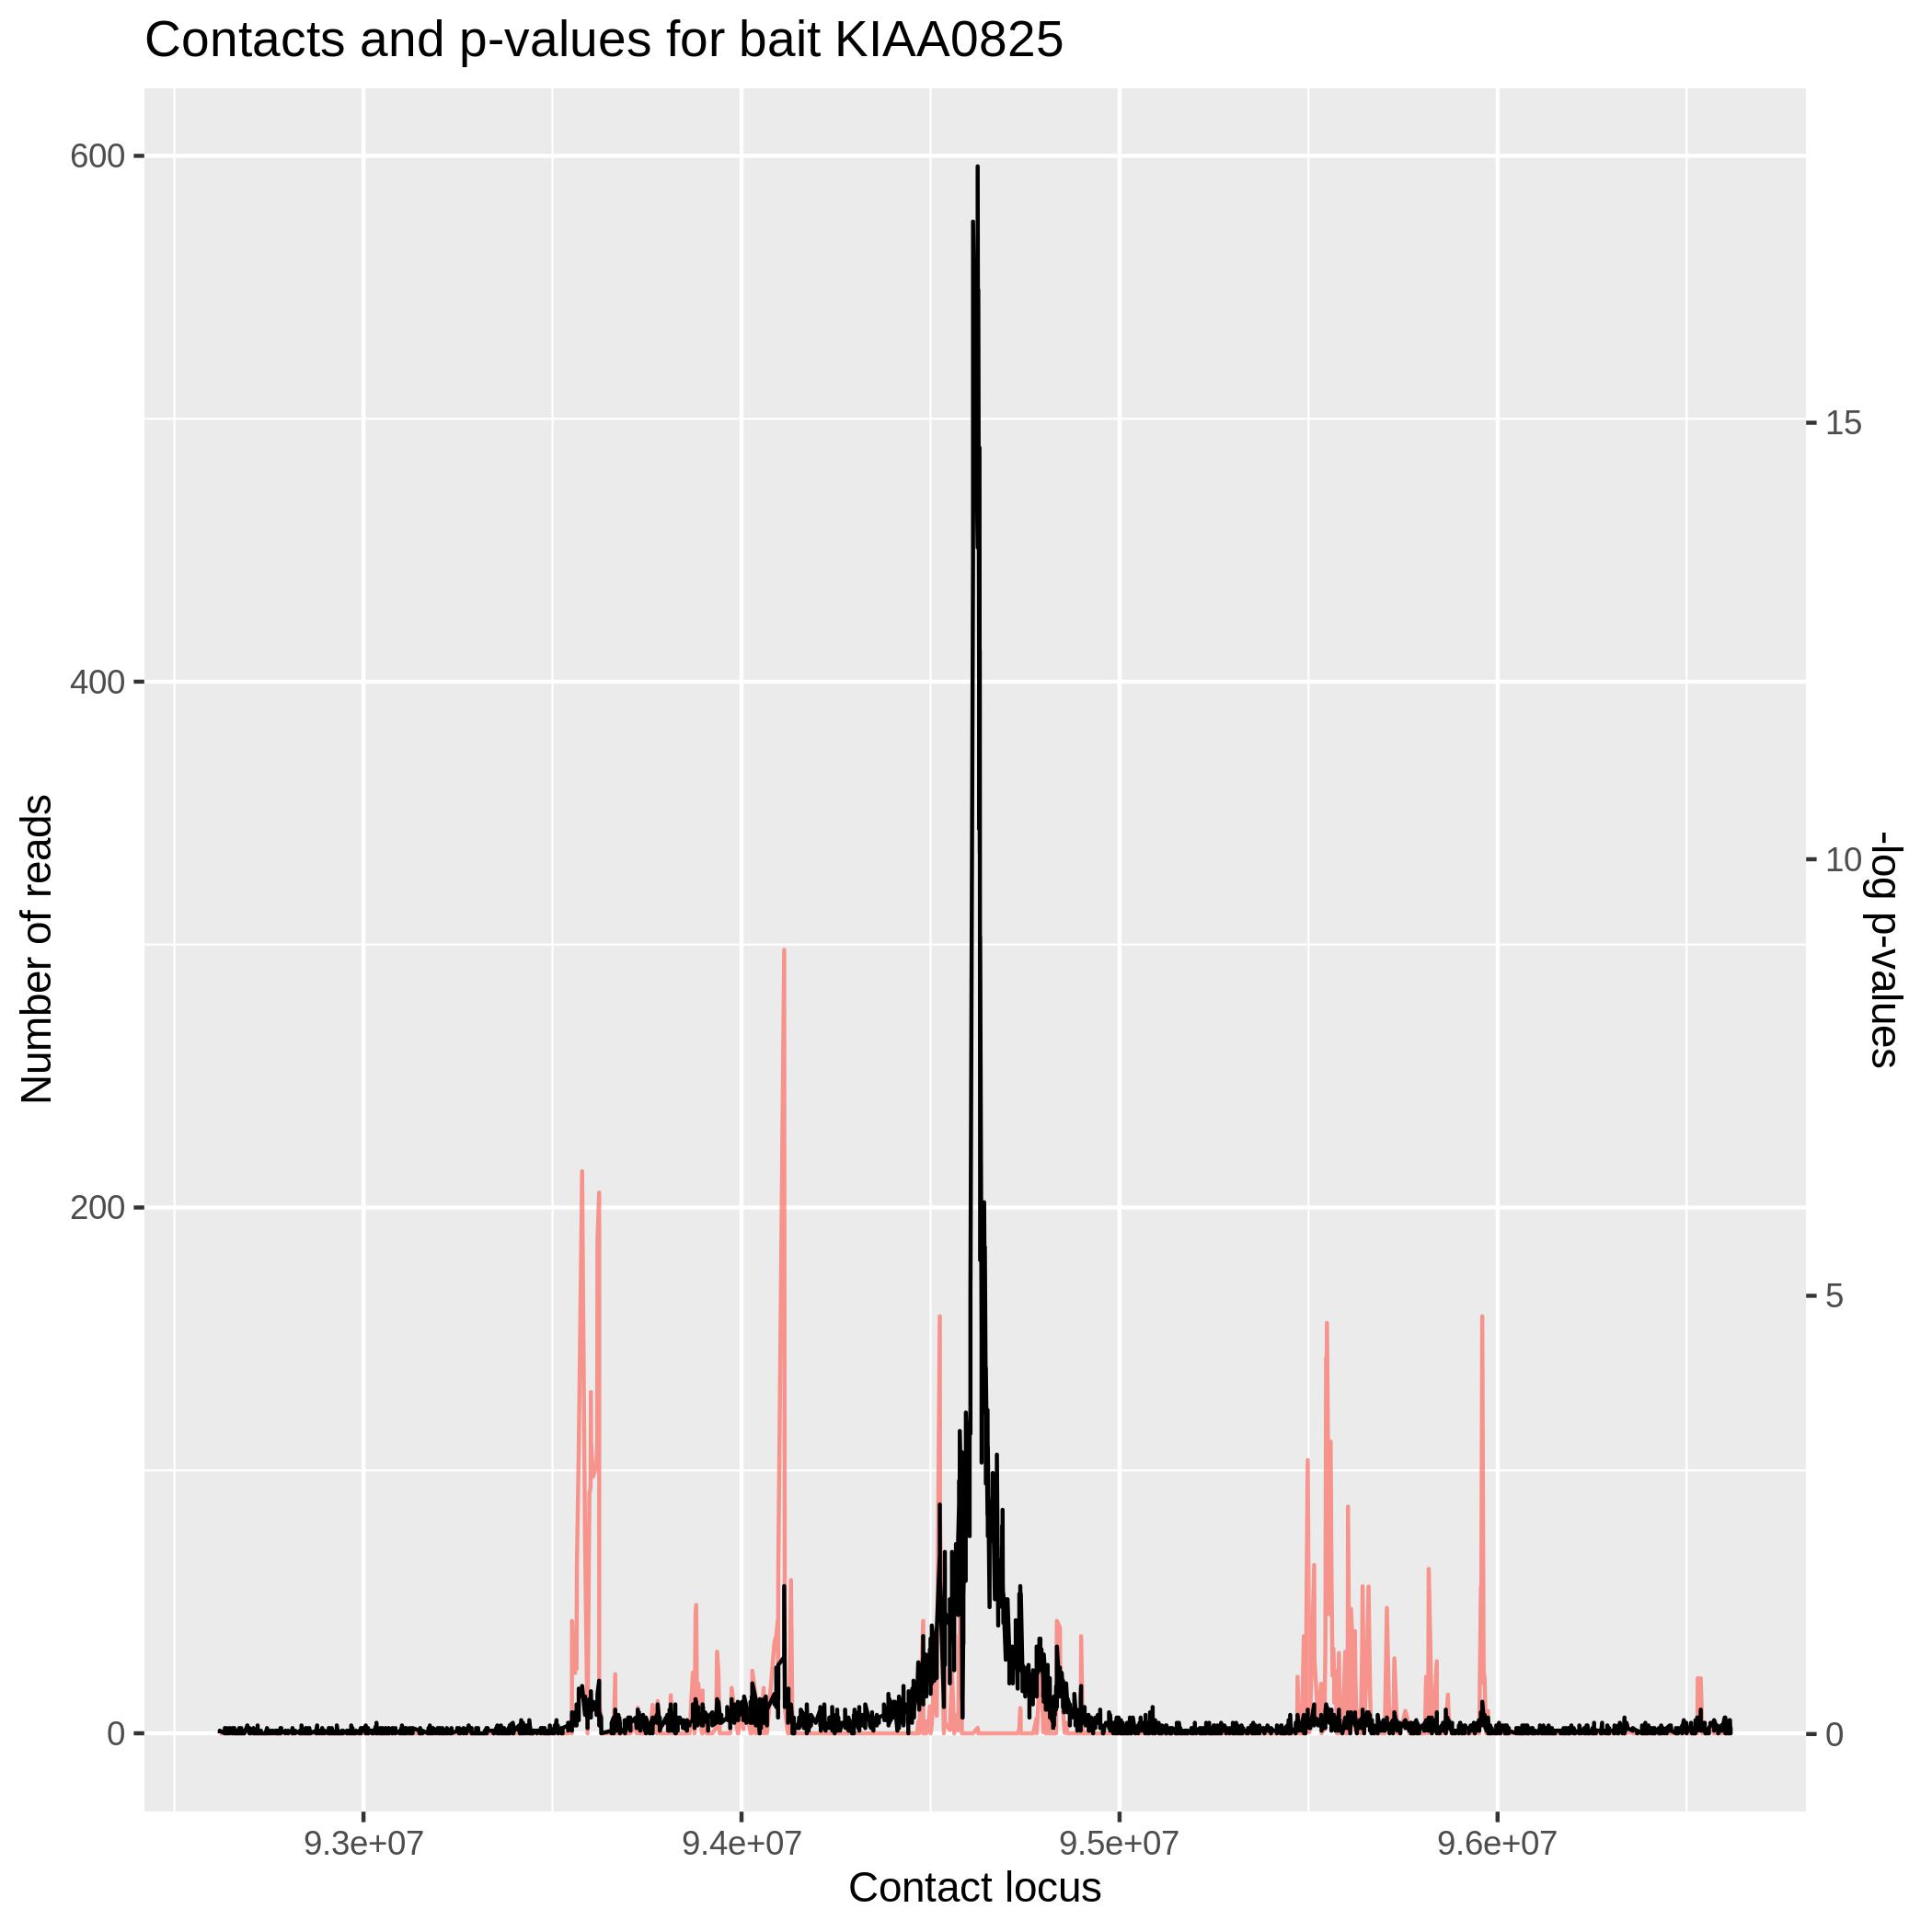 Contacts and p-values for bait KIAA0825
600
400
200
0
Number of reads
15
10
5
0
-log p-values
9.3e+07
9.4e+07
9.5e+07
9.6e+07
Contact locus